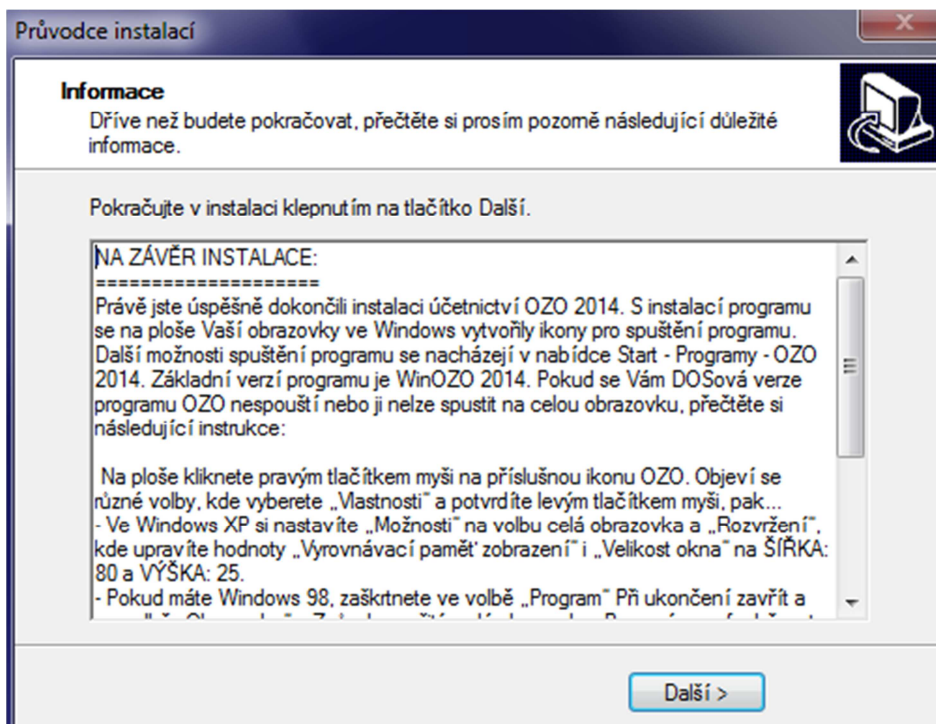 Průvodce instalací
Informace
Dříve než budete pokračovat, přečtěte si prosím pozorně následující důležité
informace.
Pokračujte v instalaci klepnutím na tlačítko Další.
NA ZÁVĚR INSTALACE:
====================
Právě jste úspěšně dokončili instalaci účetnictví OZO 2014. S instalací programu
se na ploše Vaší obrazovky ve Windows vytvořily ikony pro spuštění programu.
Další možnosti spuštění programu se nacházejí v nabídce Start - Programy - OZO
2014. Základní verzí programu je WinOZO 2014. Pokud se Vám DOSová verze
programu OZO nespouští nebo ji nelze spustit na celou obrazovku, přečtěte si
následující instrukce:
Na ploše kliknete pravým tlačítkem myši na příslušnou ikonu OZO. Objeví se
různé volby, kde vyberete „Vlastnosti" a potvrdíte levým tlačítkem myši, pak...
- Ve Windows XP si nastavíte „Možnosti" na volbu celá obrazovka a „Rozvržení",
kde upravíte hodnoty „Vyrovnávací paměť zobrazení" i „Velikost okna" na ŠÍŘKA:
80 a VÝŠKA: 25.
- Pokud máte Windows 98, zaškrtnete ve volbě „Program" Při ukončení zavřít a
Další >